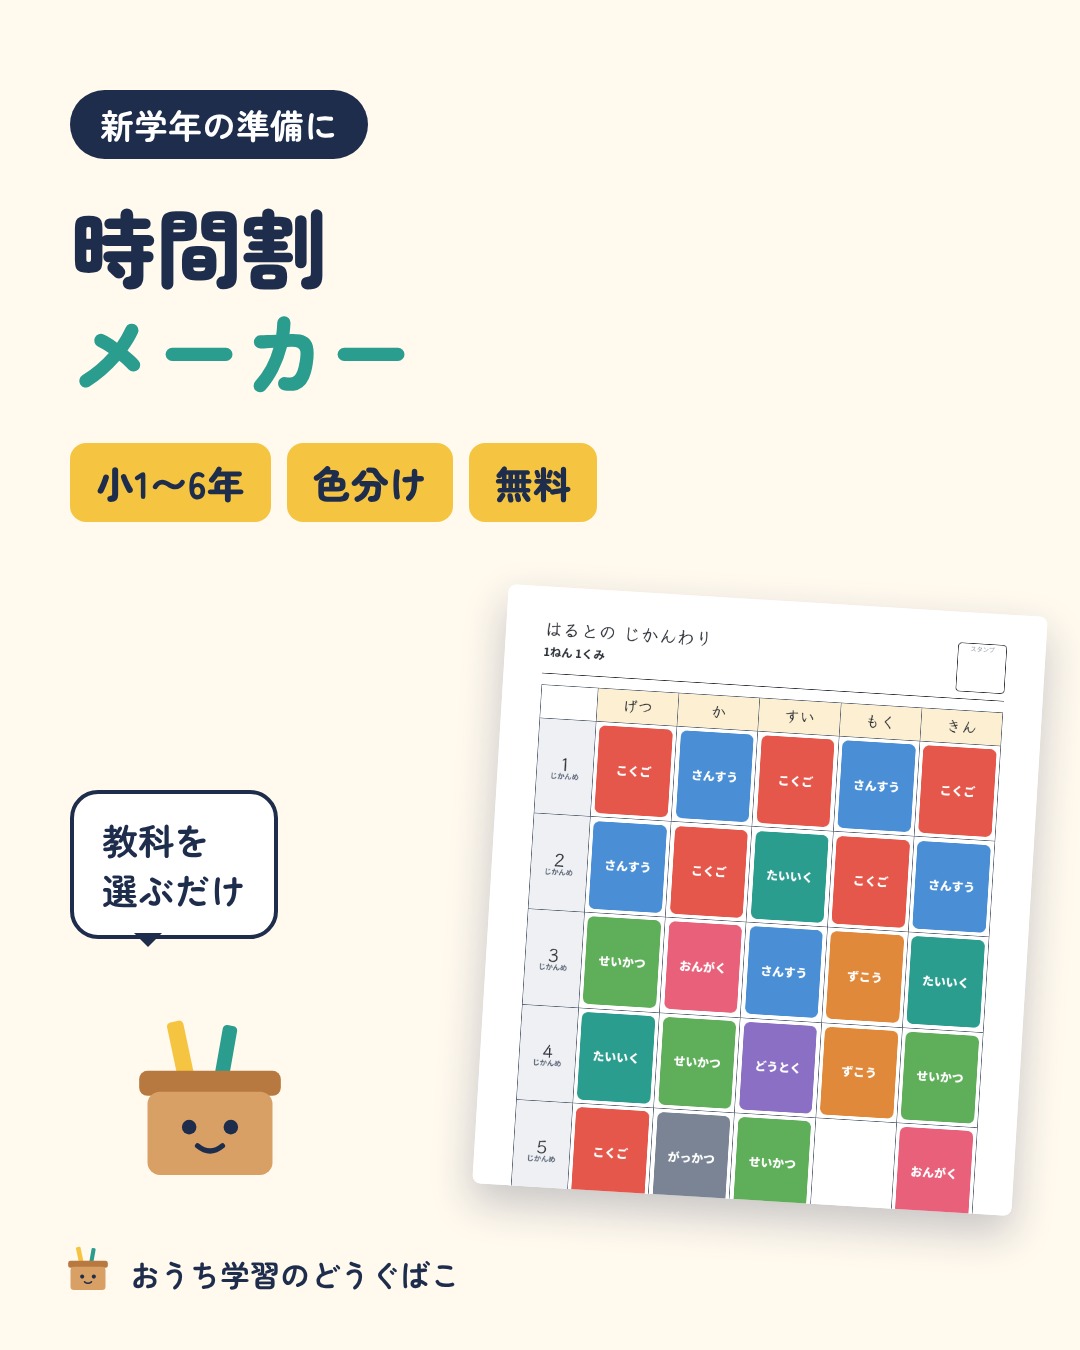 新学年の準備に
時間割
メーカー
小1〜6年 色分け 無料
はるとの じかんわり
1ねん 1くみ
スタンプ
げつ か すい もく きん
1 じかんめ こくご さんすう こくご さんすう こくご
2 じかんめ さんすう こくご たいいく こくご さんすう
3 じかんめ せいかつ おんがく さんすう ずこう たいいく
4 じかんめ たいいく せいかつ どうとく ずこう せいかつ
5 じかんめ こくご がっかつ せいかつ おんがく
教科を
選ぶだけ
おうち学習のどうぐばこ